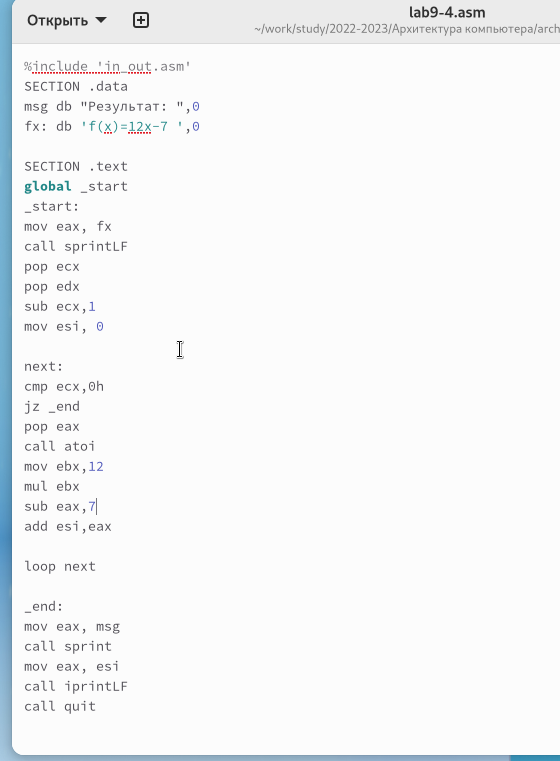 Открыть
lab9-4.asm
~/work/study/2022-2023/Архитектура компьютера/arch
%include 'in_out.asm'
SECTION .data
msg db "Результат: ",0
fx: db 'f(x)=12x-7 ',0
SECTION .text
global _start
_start:
mov eax, fx
call sprintLF
pop ecx
pop edx
sub ecx,1
mov esi, 0
next:
cmp ecx,0h
jz _end
pop eax
call atoi
mov ebx,12
mul ebx
sub eax,7
add esi,eax
loop next
_end:
mov eax, msg
call sprint
mov eax, esi
call iprintLF
call quit